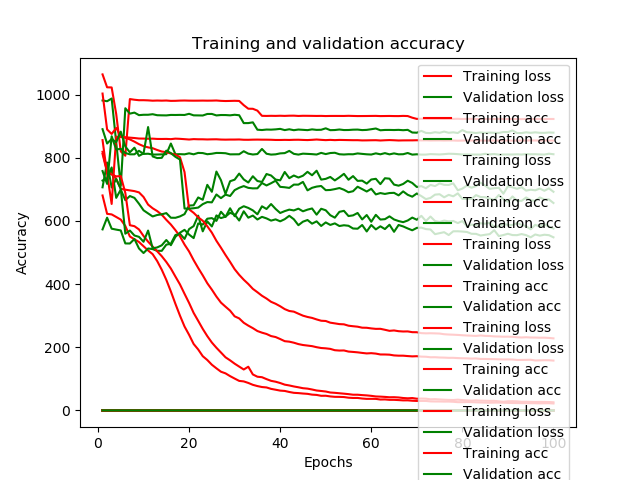 Training and validation accuracy
Accuracy
1000
800
600
400
200
0
Training loss
Validation loss
Training acc
Validation acc
Training loss
Validation loss
Training acc
Validation acc
Training loss
Validation loss
Training acc
Validation acc
Training loss
Validation loss
Training acc
Validation acc
Training loss
Validation loss
Training acc
Validation acc
0
20
40
60
80
100
Epochs